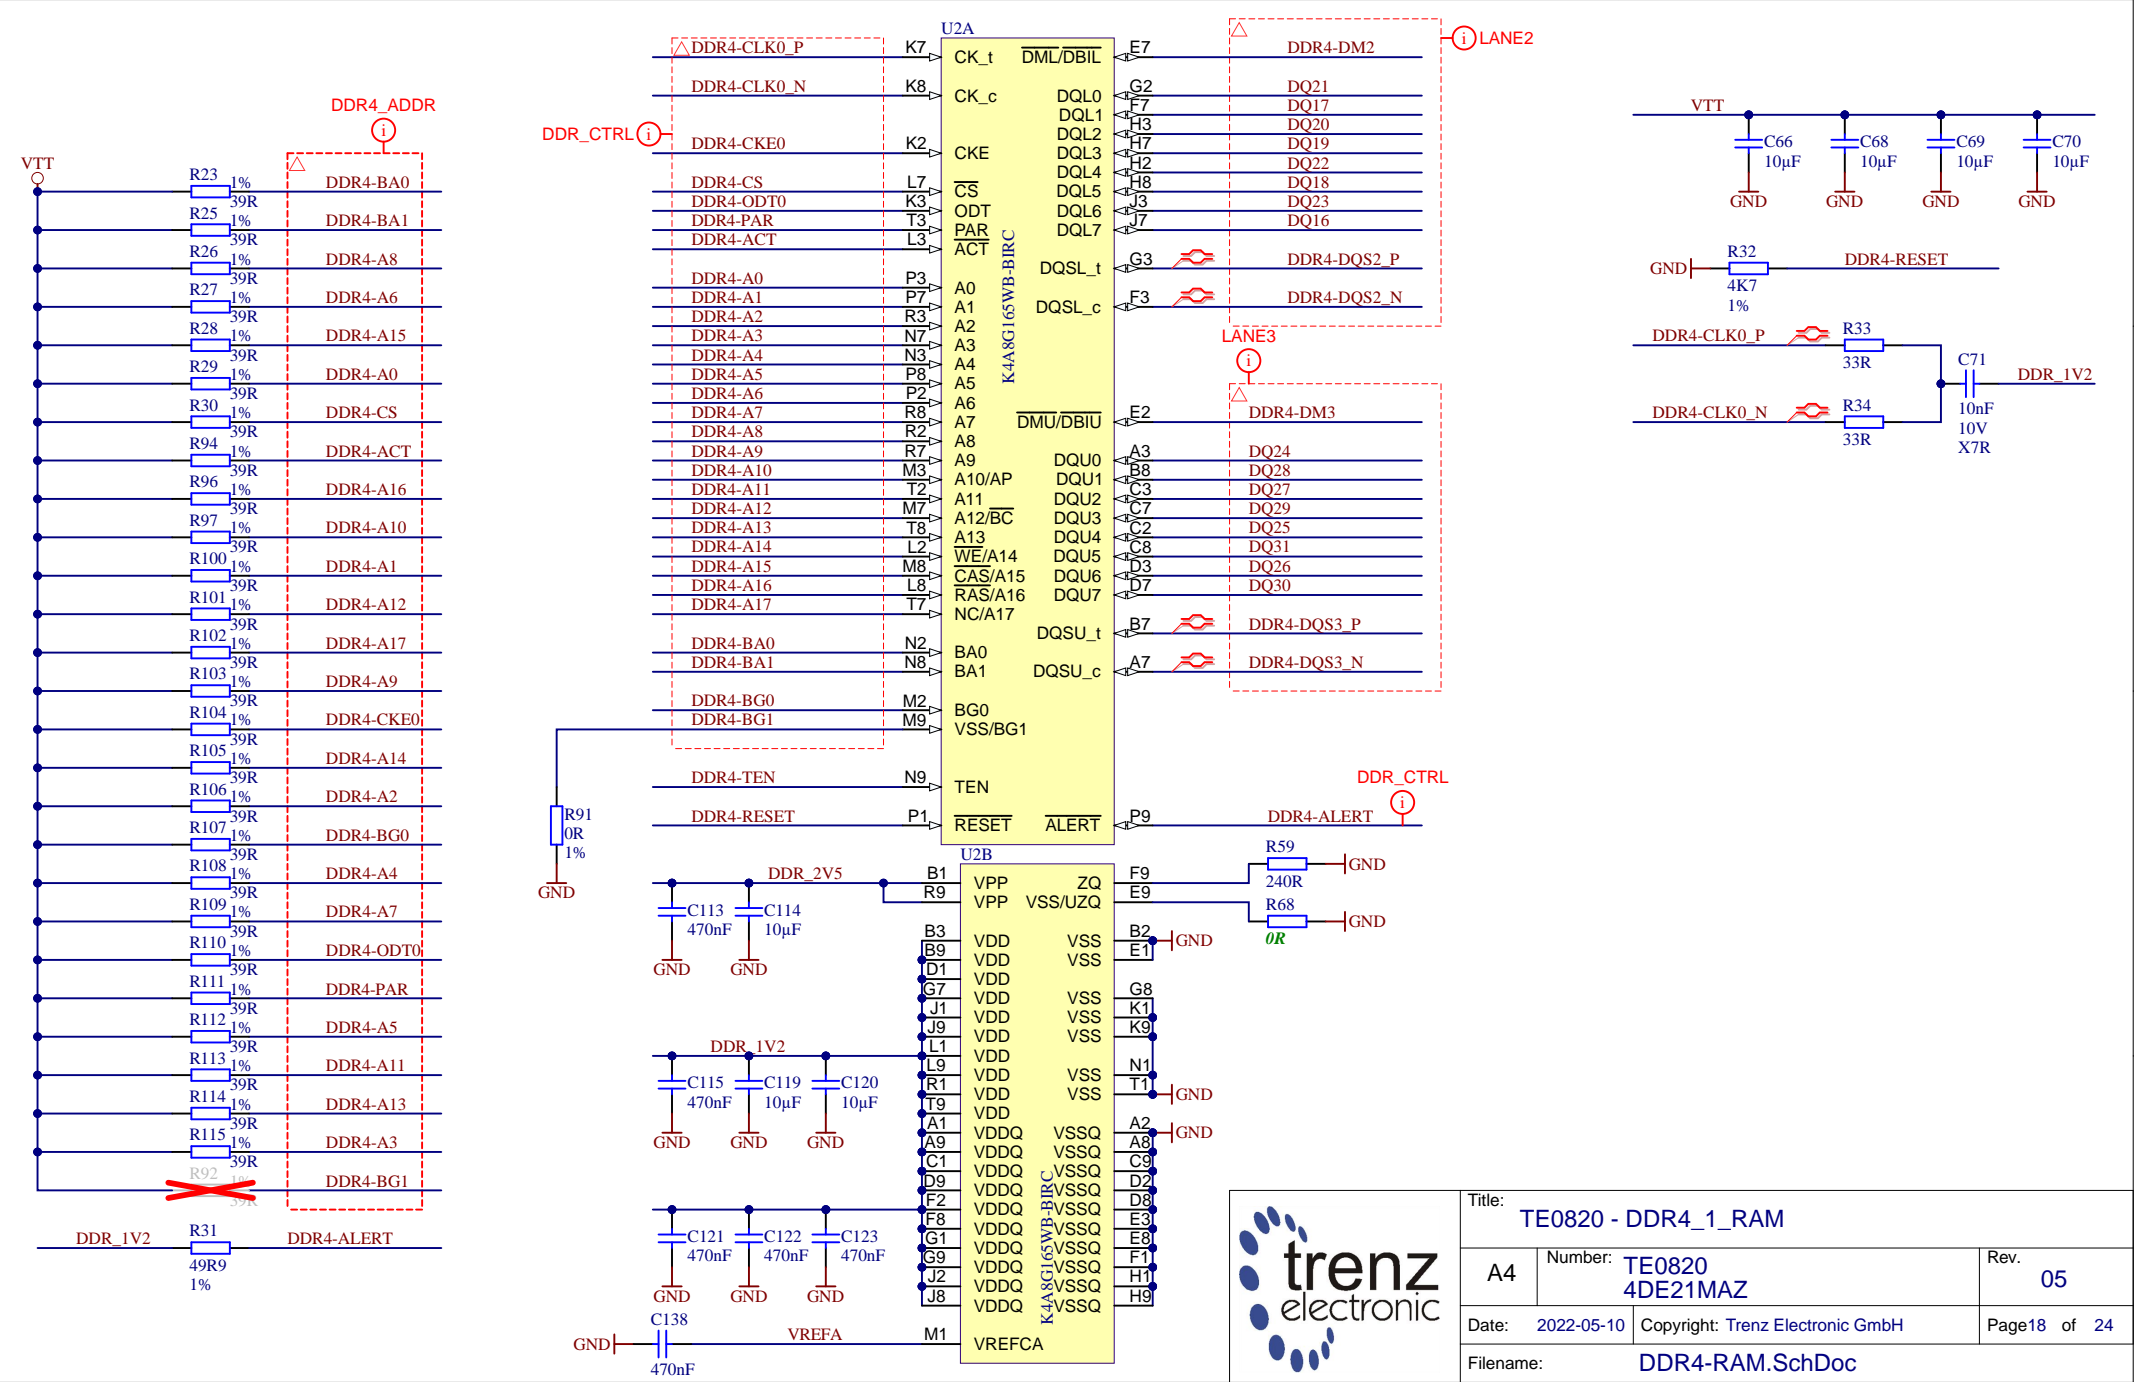 DDR4_ADDR
i
VTT
R23 1% 39R DDR4-BA0
R25 1% 39R DDR4-BA1
R26 1% 39R DDR4-A8
R27 1% 39R DDR4-A6
R28 1% 39R DDR4-A15
R29 1% 39R DDR4-A0
R30 1% 39R DDR4-CS
R94 1% 39R DDR4-ACT
R96 1% 39R DDR4-A16
R97 1% 39R DDR4-A10
R100 1% 39R DDR4-A1
R101 1% 39R DDR4-A12
R102 1% 39R DDR4-A17
R103 1% 39R DDR4-A9
R104 1% 39R DDR4-CKE0
R105 1% 39R DDR4-A14
R106 1% 39R DDR4-A2
R107 1% 39R DDR4-BG0
R108 1% 39R DDR4-A4
R109 1% 39R DDR4-A7
R110 1% 39R DDR4-ODT0
R111 1% 39R DDR4-PAR
R112 1% 39R DDR4-A5
R113 1% 39R DDR4-A11
R114 1% 39R DDR4-A13
R115 1% 39R DDR4-A3
R92 1% 39R DDR4-BG1
DDR_1V2 R31 49R9 1% DDR4-ALERT
U2A
K4A8G165WB-BIRC
DDR_CTRL i
DDR4-CLK0_P K7 CK_t
DDR4-CLK0_N K8 CK_c
DDR4-CKE0 K2 CKE
DDR4-CS L7 CS
DDR4-ODT0 K3 ODT
DDR4-PAR T3 PAR
DDR4-ACT L3 ACT
DDR4-A0 P3 A0
DDR4-A1 P7 A1
DDR4-A2 R3 A2
DDR4-A3 N7 A3
DDR4-A4 N3 A4
DDR4-A5 P8 A5
DDR4-A6 P2 A6
DDR4-A7 R8 A7
DDR4-A8 R2 A8
DDR4-A9 R7 A9
DDR4-A10 M3 A10/AP
DDR4-A11 T2 A11
DDR4-A12 M7 A12/BC
DDR4-A13 T8 A13
DDR4-A14 L2 WE/A14
DDR4-A15 M8 CAS/A15
DDR4-A16 L8 RAS/A16
DDR4-A17 T7 NC/A17
DDR4-BA0 N2 BA0
DDR4-BA1 N8 BA1
DDR4-BG0 M2 BG0
DDR4-BG1 M9 VSS/BG1
DDR4-TEN N9 TEN
DDR4-RESET P1 RESET
R91 0R 1% GND
i LANE2
DML/DBIL E7 DDR4-DM2
DQL0 G2 DQ21
DQL1 F7 DQ17
DQL2 H3 DQ20
DQL3 H7 DQ19
DQL4 H2 DQ22
DQL5 H8 DQ18
DQL6 J3 DQ23
DQL7 J7 DQ16
DQSL_t G3 DDR4-DQS2_P
DQSL_c F3 DDR4-DQS2_N
LANE3
i
DMU/DBIU E2 DDR4-DM3
DQU0 A3 DQ24
DQU1 B8 DQ28
DQU2 C3 DQ27
DQU3 C7 DQ29
DQU4 C2 DQ25
DQU5 C8 DQ31
DQU6 D3 DQ26
DQU7 D7 DQ30
DQSU_t B7 DDR4-DQS3_P
DQSU_c A7 DDR4-DQS3_N
DDR_CTRL
i
ALERT P9 DDR4-ALERT
U2B
K4A8G165WB-BIRC
DDR_2V5 B1 VPP
R9 VPP
C113 470nF GND
C114 10µF GND
B3 VDD
B9 VDD
D1 VDD
G7 VDD
J1 VDD
J9 VDD
DDR_1V2 L1 VDD
L9 VDD
R1 VDD
T9 VDD
C115 470nF GND
C119 10µF GND
C120 10µF GND
A1 VDDQ
A9 VDDQ
C1 VDDQ
D9 VDDQ
F2 VDDQ
F8 VDDQ
G1 VDDQ
G9 VDDQ
J2 VDDQ
J8 VDDQ
C121 470nF GND
C122 470nF GND
C123 470nF GND
GND C138 470nF VREFA M1 VREFCA
ZQ F9 R59 240R GND
VSS/UZQ E9 R68 0R GND
VSS B2 GND
VSS E1
VSS G8
VSS K1
VSS K9
VSS N1
VSS T1 GND
VSSQ A2 GND
VSSQ A8
VSSQ C9
VSSQ D2
VSSQ D8
VSSQ E3
VSSQ E8
VSSQ F1
VSSQ H1
VSSQ H9
VTT
C66 10µF GND
C68 10µF GND
C69 10µF GND
C70 10µF GND
GND R32 4K7 1% DDR4-RESET
DDR4-CLK0_P R33 33R
C71 10nF 10V X7R DDR_1V2
DDR4-CLK0_N R34 33R
trenz
electronic
Title:
TE0820 - DDR4_1_RAM
A4
Number: TE0820
4DE21MAZ
Rev.
05
Date: 2022-05-10 Copyright: Trenz Electronic GmbH Page18 of 24
Filename: DDR4-RAM.SchDoc